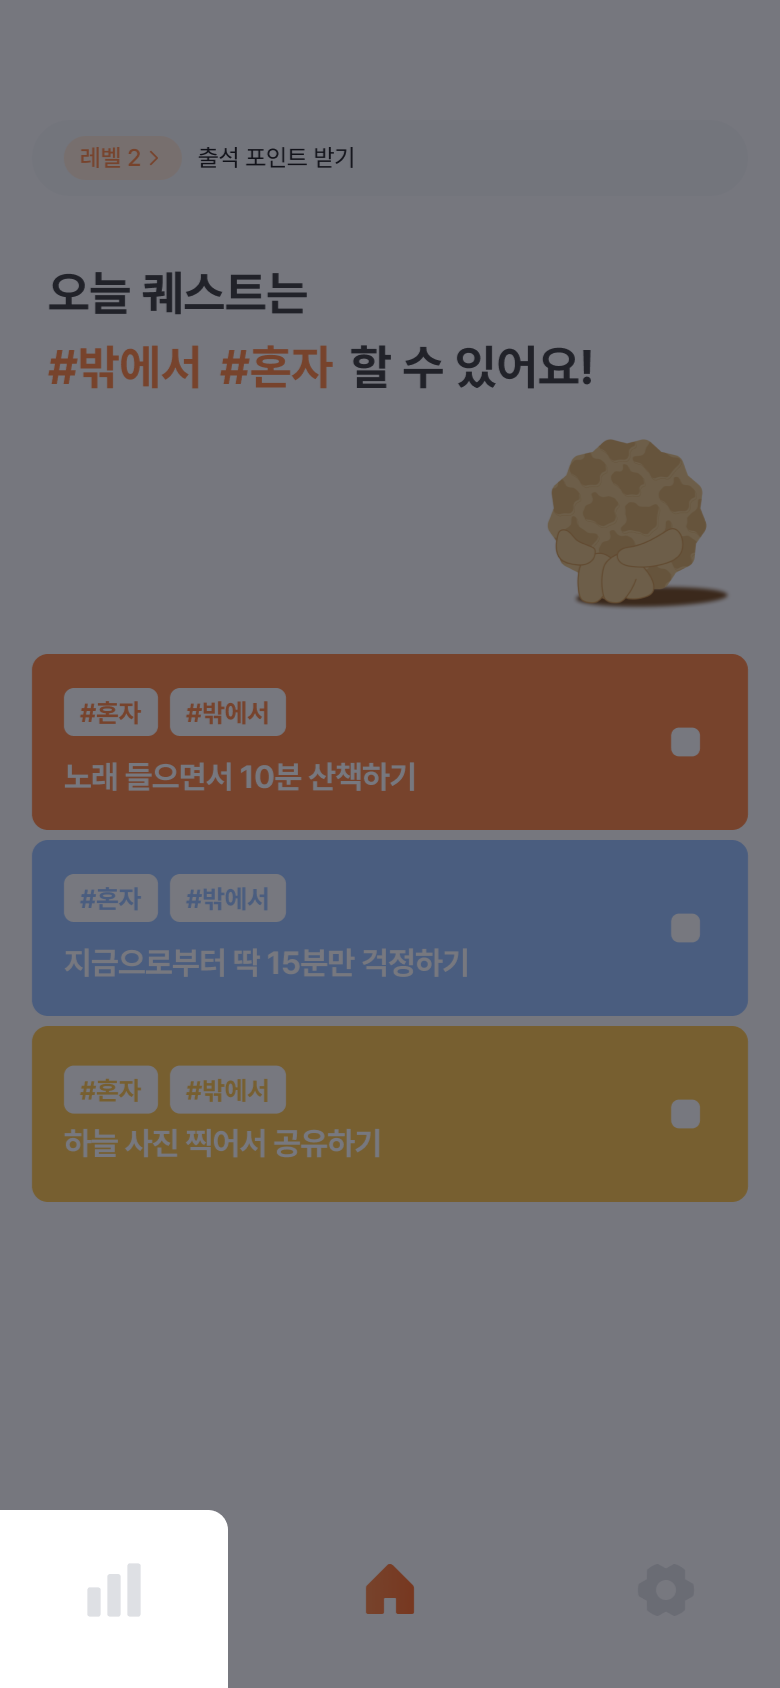 레벨 2 > 출석 포인트 받기
오늘 퀘스트는
#밖에서 #혼자 할 수 있어요!
#혼자 #밖에서
노래 들으면서 10분 산책하기
#혼자 #밖에서
지금으로부터 딱 15분만 걱정하기
#혼자 #밖에서
하늘 사진 찍어서 공유하기